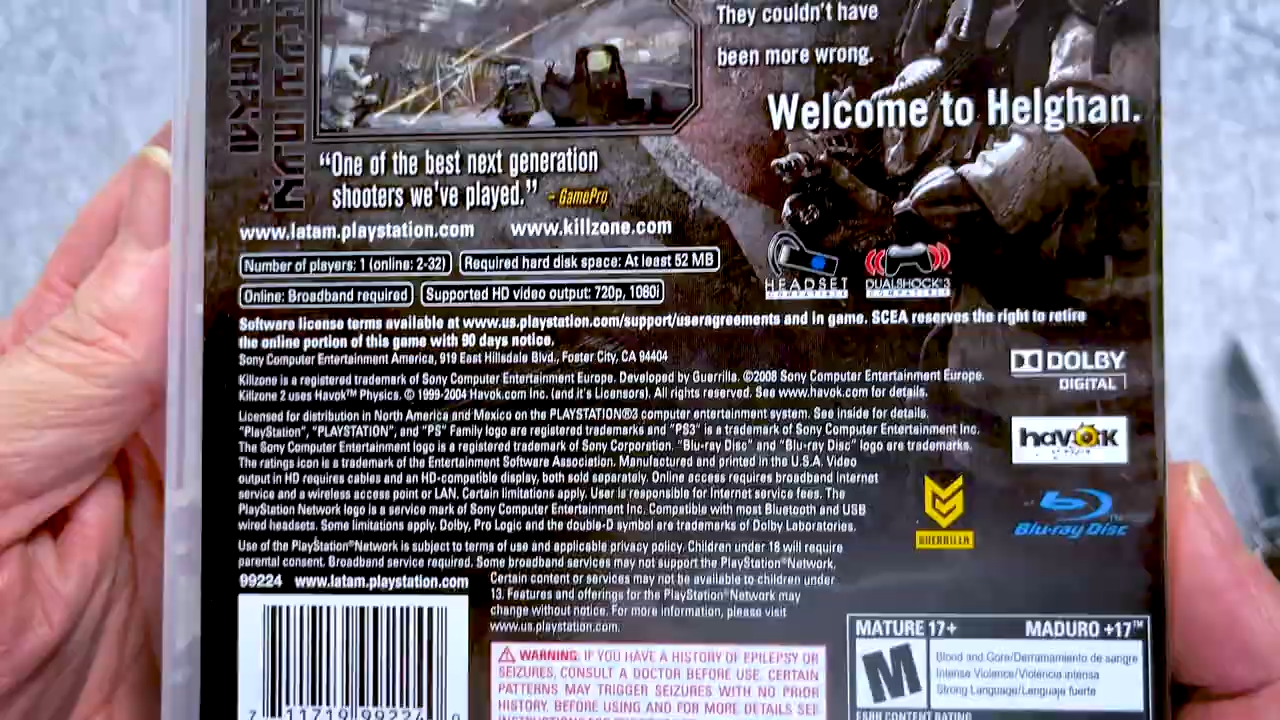 They couldn't have
been more wrong.
Welcome to Helghan.
"One of the best next generation
shooters we've played." - GamePro
www.latam.playstation.com www.killzone.com
Number of players: 1 (online: 2-32) Required hard disk space: At least 52 MB
Online: Broadband required Supported HD video output: 720p, 1080i
HEADSET
COMPATIBLE
DUALSHOCK®3
COMPATIBLE
Software license terms available at www.us.playstation.com/support/useragreements and in game. SCEA reserves the right to retire
the online portion of this game with 90 days notice.
Sony Computer Entertainment America, 919 East Hillsdale Blvd., Foster City, CA 94404
Killzone is a registered trademark of Sony Computer Entertainment Europe. Developed by Guerrilla. ©2008 Sony Computer Entertainment Europe.
Killzone 2 uses Havok™ Physics. © 1999-2004 Havok.com Inc. (and it's Licensors). All rights reserved. See www.havok.com for details.
Licensed for distribution in North America and Mexico on the PLAYSTATION®3 computer entertainment system. See inside for details.
"PlayStation", "PLAYSTATION", and "PS" Family logo are registered trademarks and "PS3" is a trademark of Sony Computer Entertainment Inc.
The Sony Computer Entertainment logo is a registered trademark of Sony Corporation. "Blu-ray Disc" and "Blu-ray Disc" logo are trademarks.
The ratings icon is a trademark of the Entertainment Software Association. Manufactured and printed in the U.S.A. Video
output in HD requires cables and an HD-compatible display, both sold separately. Online access requires broadband internet
service and a wireless access point or LAN. Certain limitations apply. User is responsible for Internet service fees. The
PlayStation Network logo is a service mark of Sony Computer Entertainment Inc. Compatible with most Bluetooth and USB
wired headsets. Some limitations apply. Dolby, Pro Logic and the double-D symbol are trademarks of Dolby Laboratories.
Use of the PlayStation®Network is subject to terms of use and applicable privacy policy. Children under 18 will require
parental consent. Broadband service required. Some broadband services may not support the PlayStation®Network.
Certain content or services may not be available to children under
13. Features and offerings for the PlayStation®Network may
change without notice. For more information, please visit
www.us.playstation.com.
DOLBY
DIGITAL
havok
GUERRILLA
Blu-ray Disc™
99224 www.latam.playstation.com
7 11719 99224 0
WARNING: IF YOU HAVE A HISTORY OF EPILEPSY OR
SEIZURES, CONSULT A DOCTOR BEFORE USE. CERTAIN
PATTERNS MAY TRIGGER SEIZURES WITH NO PRIOR
HISTORY. BEFORE USING AND FOR MORE DETAILS SEE
MATURE 17+ MADURO +17™
M
Blood and Gore/Derramamiento de sangre
Intense Violence/Violencia intensa
Strong Language/Lenguaje fuerte
ESRB CONTENT RATING